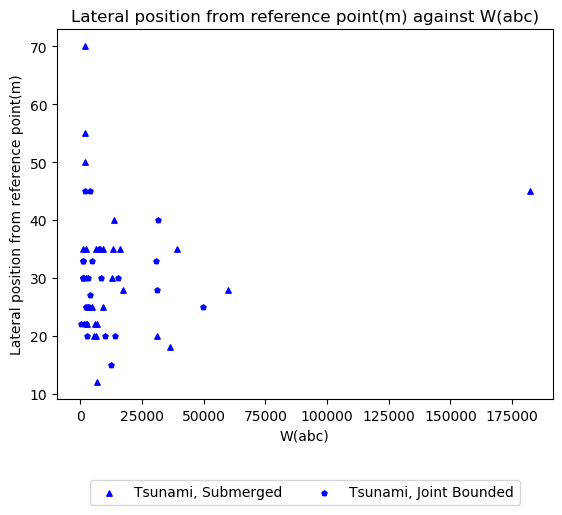 Lateral position from reference point(m) against W(abc)
70
60
50
40
30
20
10
Lateral position from reference point(m)
0 25000 50000 75000 100000 125000 150000 175000
W(abc)
Tsunami, Submerged Tsunami, Joint Bounded